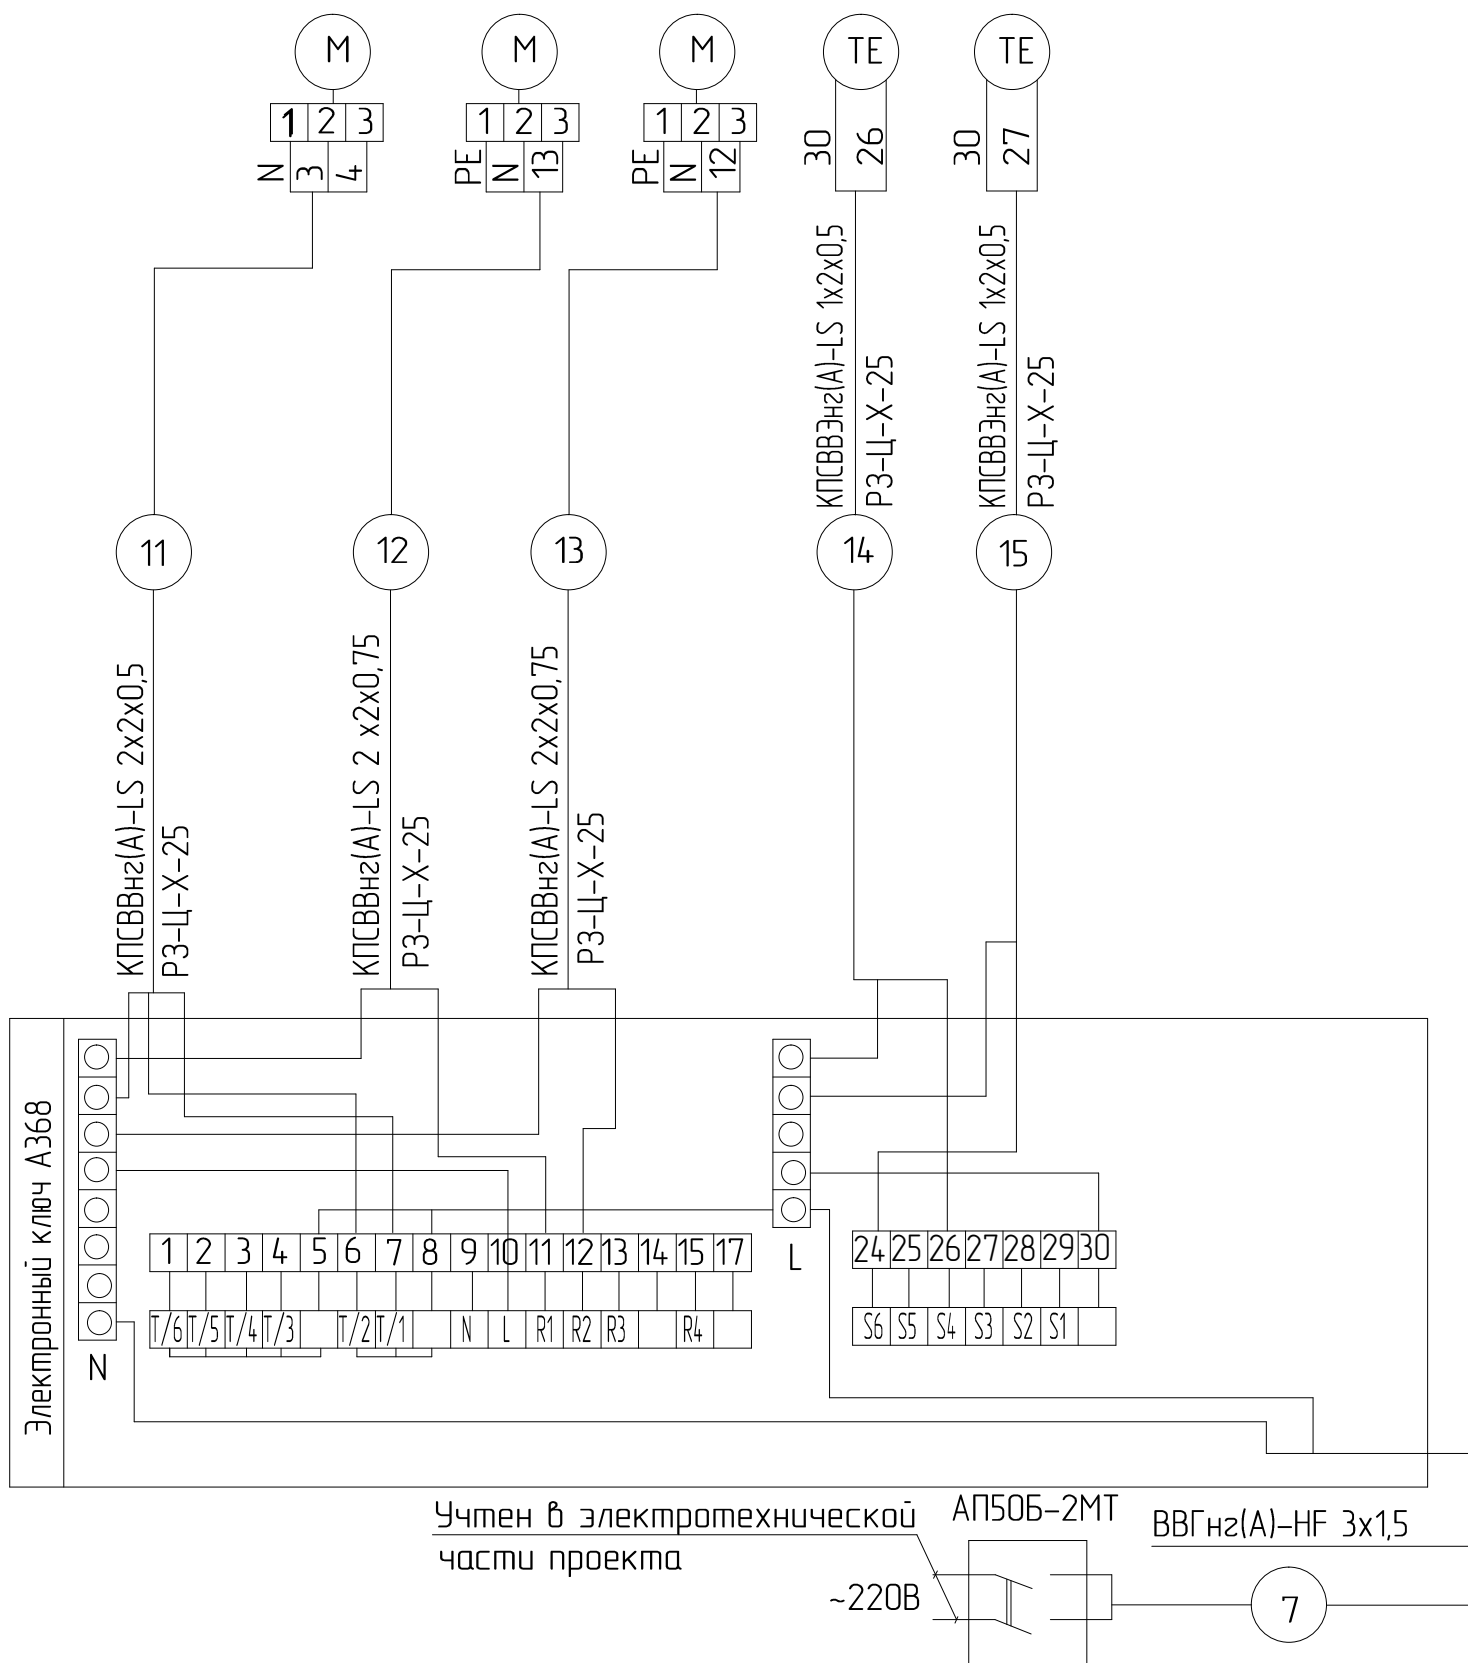 М М М ТЕ ТЕ
1 2 3 1 2 3 1 2 3
N 3 4 PE N 13 PE N 12 30 26 30 27
КПСВВЭнг(А)-LS 1х2х0,5
РЗ-Ц-Х-25
КПСВВЭнг(А)-LS 1х2х0,5
РЗ-Ц-Х-25
11 12 13 14 15
КПСВВнг(А)-LS 2х2х0,5
РЗ-Ц-Х-25
КПСВВнг(А)-LS 2 х2х0,75
РЗ-Ц-Х-25
КПСВВнг(А)-LS 2х2х0,75
РЗ-Ц-Х-25
Электронный ключ А368
1 2 3 4 5 6 7 8 9 10 11 12 13 14 15 17
L
24 25 26 27 28 29 30
T/6 T/5 T/4 T/3 T/2 T/1 N L R1 R2 R3 R4
S6 S5 S4 S3 S2 S1
N
Учтен в электротехнической
части проекта
АП50Б-2МТ
ВВГнг(А)-HF 3х1,5
~220В
7